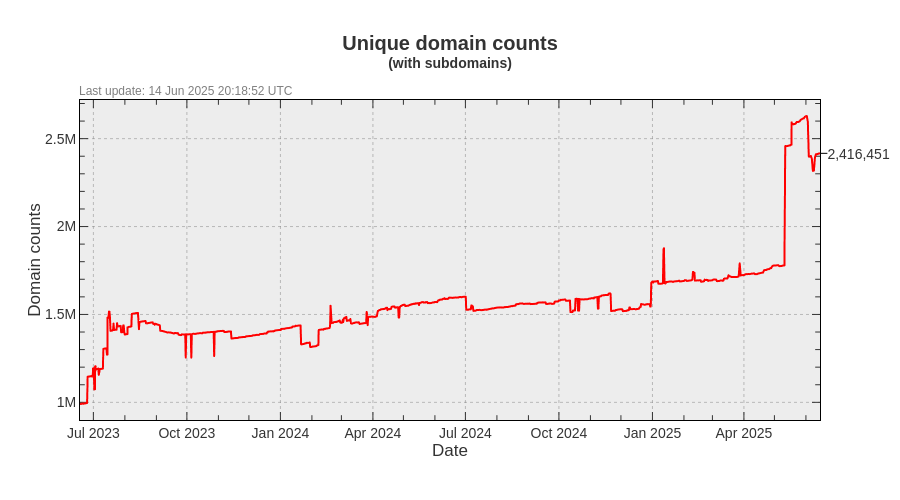 Unique domain counts
(with subdomains)
Last update: 14 Jun 2025 20:18:52 UTC
2.5M
2,416,451
2M
Domain counts
1.5M
1M
Jul 2023 Oct 2023 Jan 2024 Apr 2024 Jul 2024 Oct 2024 Jan 2025 Apr 2025
Date